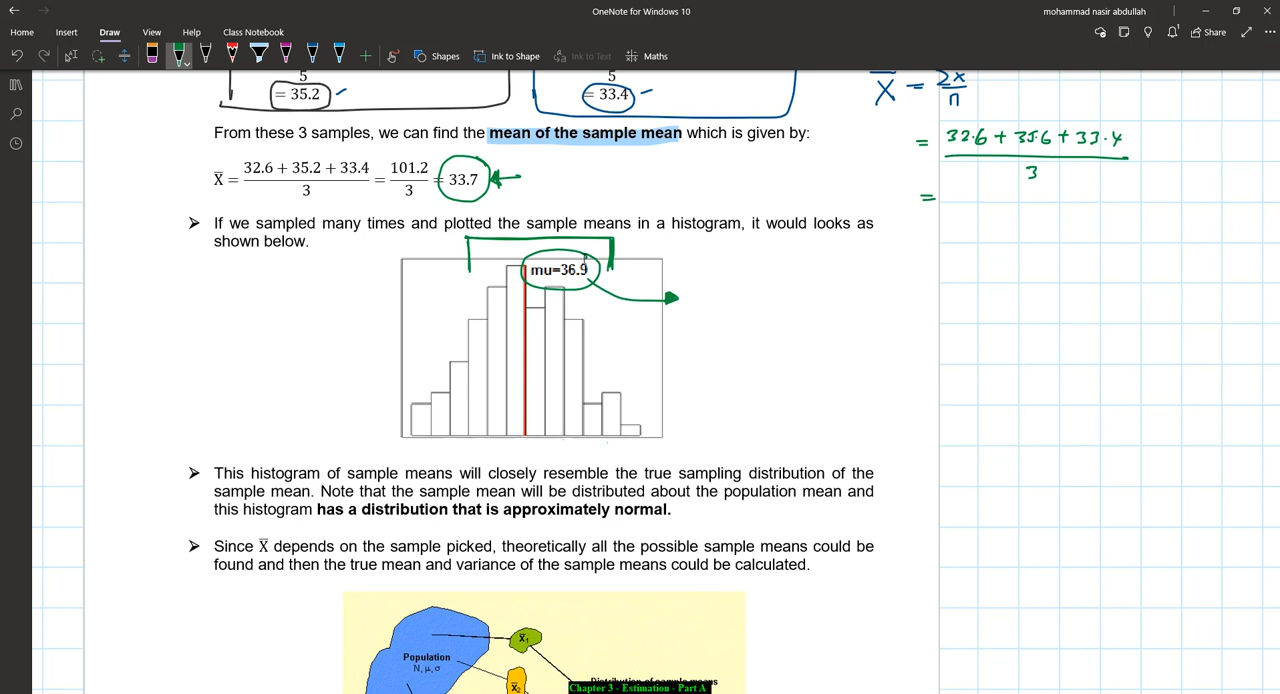 OneNote for Windows 10
mohammad nasir abdullah
Home Insert Draw View Help Class Notebook
Share
Shapes Ink to Shape Ink to Text Maths
5
= 35.2
5
= 33.4
X̄ = Σx
n
From these 3 samples, we can find the mean of the sample mean which is given by:
X̄ = 32.6 + 35.2 + 33.4 / 3 = 101.2 / 3 = 33.7
= 32.6 + 35.6 + 33.4
3
=
➢ If we sampled many times and plotted the sample means in a histogram, it would looks as
shown below.
mu=36.9
➢ This histogram of sample means will closely resemble the true sampling distribution of the
sample mean. Note that the sample mean will be distributed about the population mean and
this histogram has a distribution that is approximately normal.
➢ Since X̄ depends on the sample picked, theoretically all the possible sample means could be
found and then the true mean and variance of the sample means could be calculated.
X̄1
Population
N, μ, σ
X̄2
Distribution of sample means
Chapter 3 - Estimation - Part A